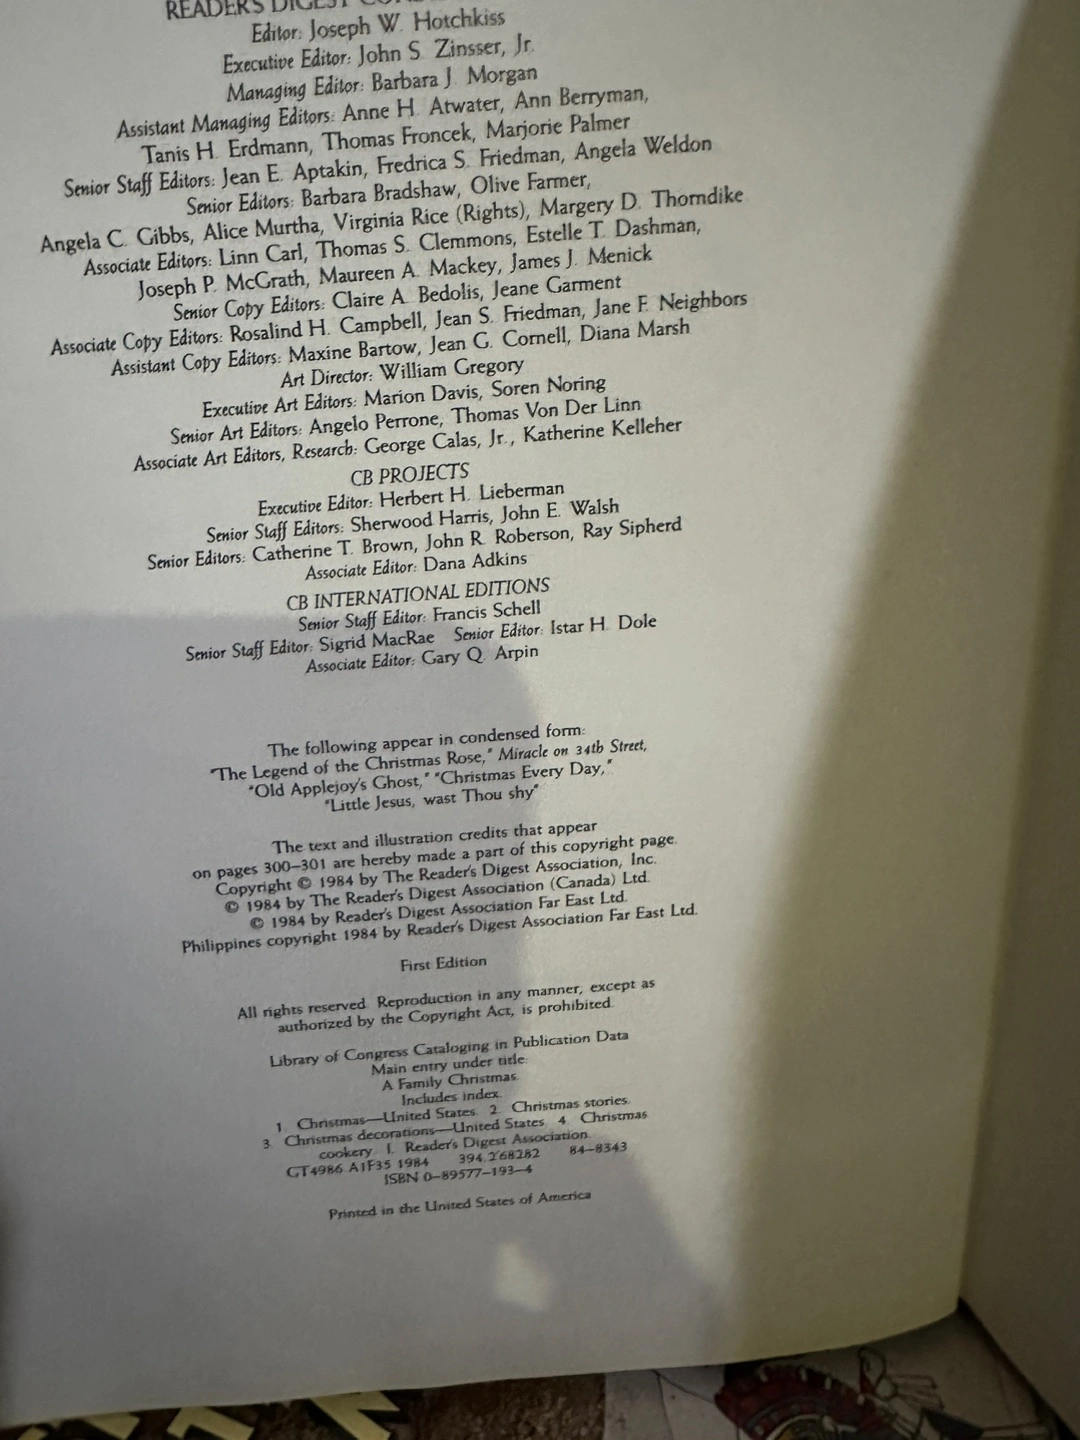 READER'S DIGEST
Editor: Joseph W. Hotchkiss
Executive Editor: John S. Zinsser, Jr.
Managing Editor: Barbara J. Morgan
Assistant Managing Editors: Anne H. Atwater, Ann Berryman,
Tanis H. Erdmann, Thomas Froncek, Marjorie Palmer
Senior Staff Editors: Jean E. Aptakin, Fredrica S. Friedman, Angela Weldon
Senior Editors: Barbara Bradshaw, Olive Farmer,
Angela C. Gibbs, Alice Murtha, Virginia Rice (Rights), Margery D. Thorndike
Associate Editors: Linn Carl, Thomas S. Clemmons, Estelle T. Dashman,
Joseph P. McGrath, Maureen A. Mackey, James J. Menick
Senior Copy Editors: Claire A. Bedolis, Jeane Garment
Associate Copy Editors: Rosalind H. Campbell, Jean S. Friedman, Jane F. Neighbors
Assistant Copy Editors: Maxine Bartow, Jean G. Cornell, Diana Marsh
Art Director: William Gregory
Executive Art Editors: Marion Davis, Soren Noring
Senior Art Editors: Angelo Perrone, Thomas Von Der Linn
Associate Art Editors, Research: George Calas, Jr., Katherine Kelleher
CB PROJECTS
Executive Editor: Herbert H. Lieberman
Senior Staff Editors: Sherwood Harris, John E. Walsh
Senior Editors: Catherine T. Brown, John R. Roberson, Ray Sipherd
Associate Editor: Dana Adkins
CB INTERNATIONAL EDITIONS
Senior Staff Editor: Francis Schell
Senior Staff Editor: Sigrid MacRae Senior Editor: Istar H. Dole
Associate Editor: Gary Q. Arpin
The following appear in condensed form:
"The Legend of the Christmas Rose," Miracle on 34th Street,
"Old Applejoy's Ghost," "Christmas Every Day,"
"Little Jesus, wast Thou shy"
The text and illustration credits that appear
on pages 300–301 are hereby made a part of this copyright page.
Copyright © 1984 by The Reader's Digest Association, Inc.
© 1984 by The Reader's Digest Association (Canada) Ltd.
© 1984 by Reader's Digest Association Far East Ltd.
Philippines copyright 1984 by Reader's Digest Association Far East Ltd.
First Edition
All rights reserved. Reproduction in any manner, except as
authorized by the Copyright Act, is prohibited.
Library of Congress Cataloging in Publication Data
Main entry under title:
A Family Christmas.
Includes index.
1. Christmas—United States. 2. Christmas stories.
3. Christmas decorations—United States. 4. Christmas
cookery. I. Reader's Digest Association.
GT4986.A1F35 1984 394.2'68282 84-8343
ISBN 0-89577-193-4
Printed in the United States of America